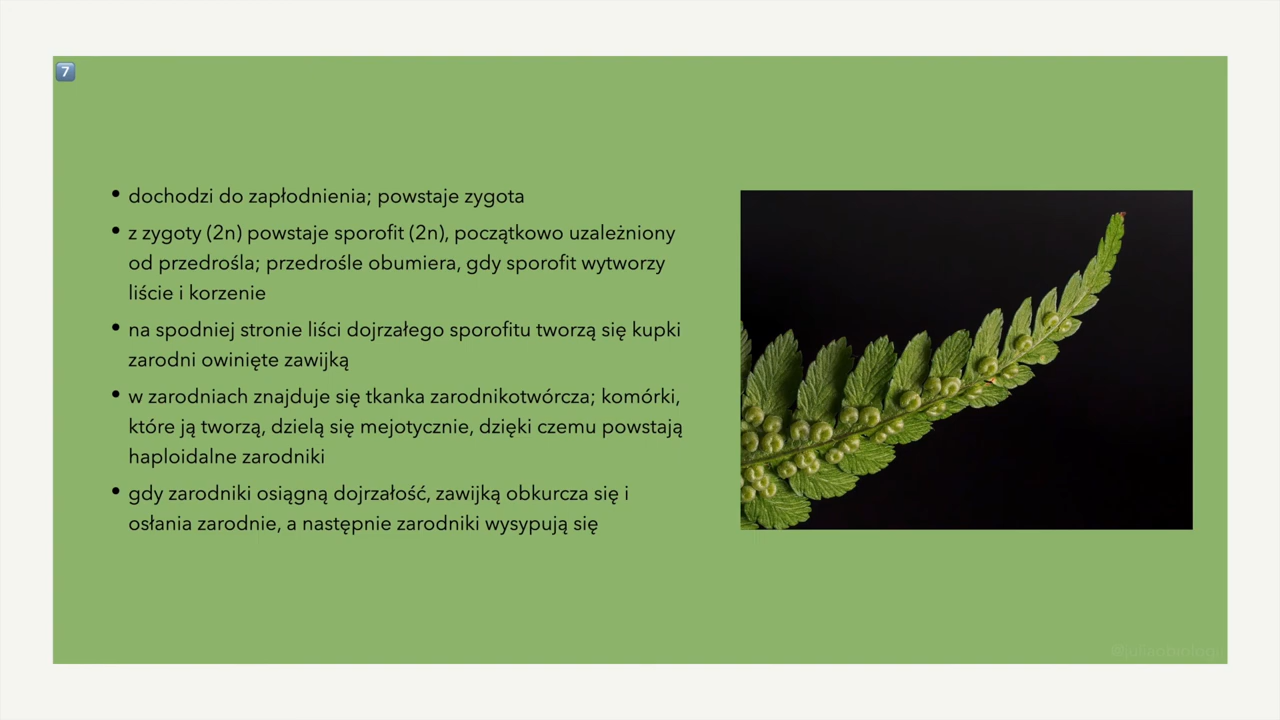 7
• dochodzi do zapłodnienia; powstaje zygota
• z zygoty (2n) powstaje sporofit (2n), początkowo uzależniony
od przedrośla; przedrośle obumiera, gdy sporofit wytworzy
liście i korzenie
• na spodniej stronie liści dojrzałego sporofitu tworzą się kupki
zarodni owinięte zawijką
• w zarodniach znajduje się tkanka zarodnikotwórcza; komórki,
które ją tworzą, dzielą się mejotycznie, dzięki czemu powstają
haploidalne zarodniki
• gdy zarodniki osiągną dojrzałość, zawijką obkurcza się i
osłania zarodnie, a następnie zarodniki wysypują się